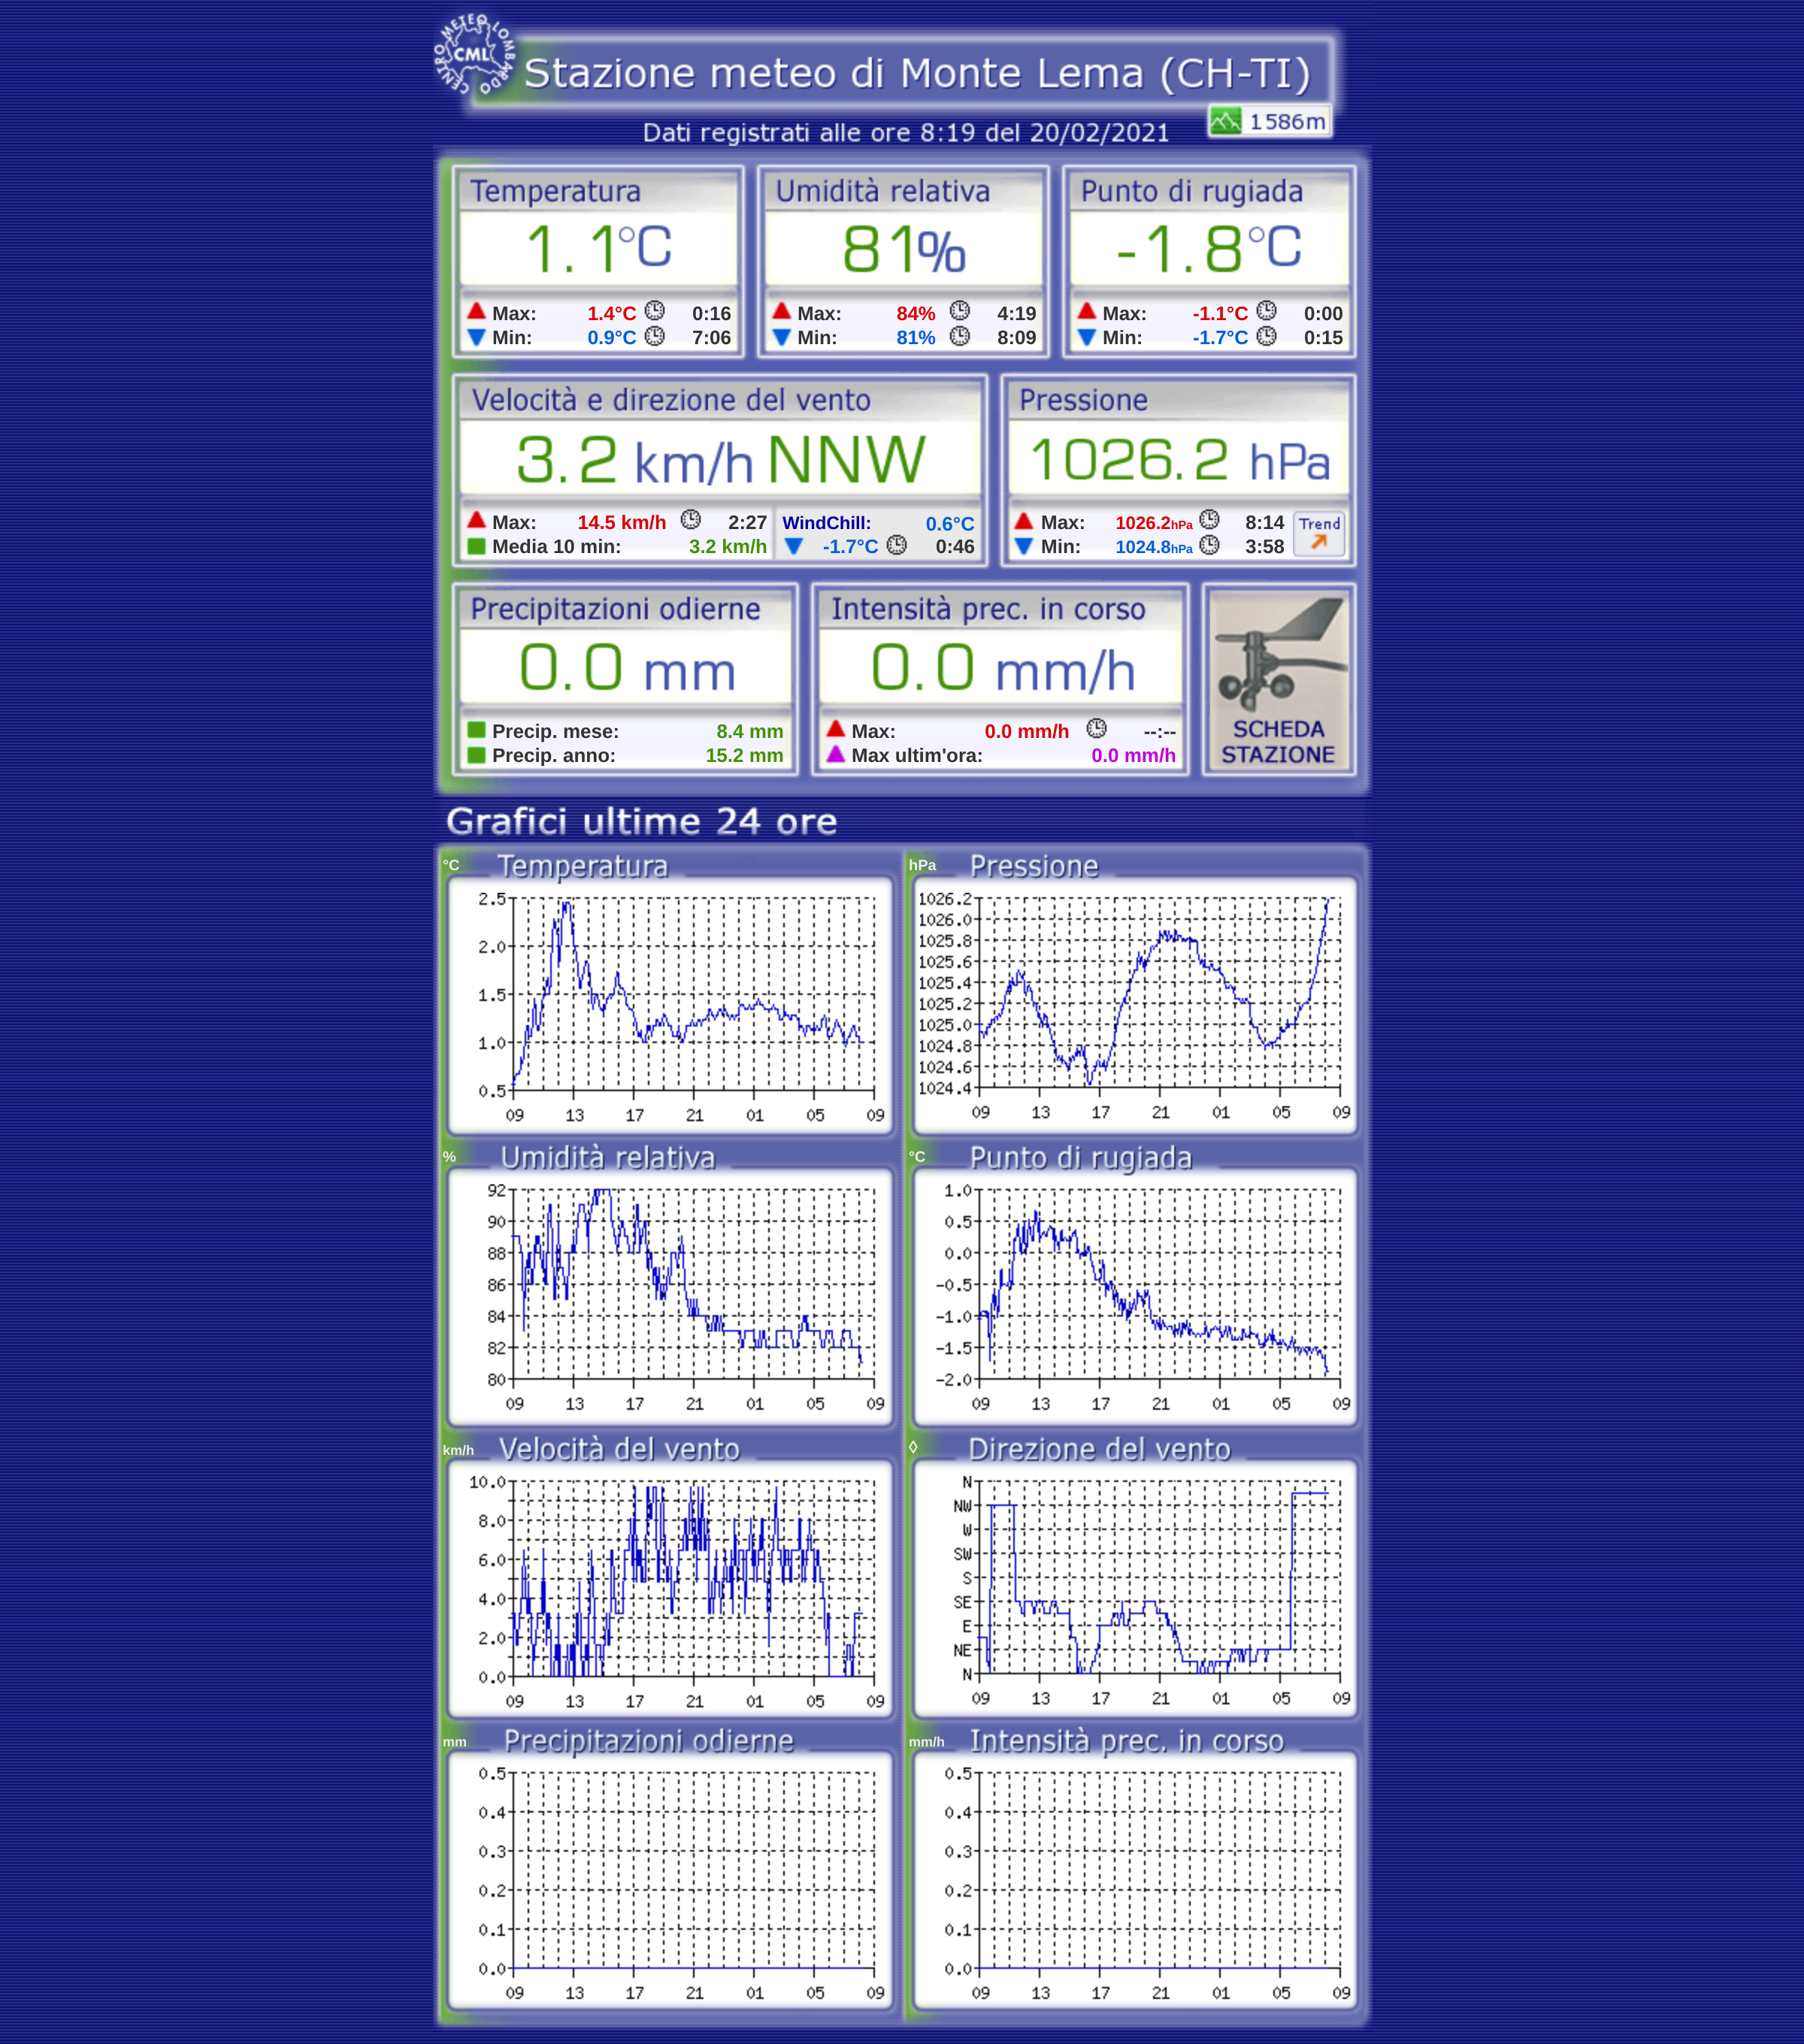 CENTRO METEO LOMBARDO
CML
Stazione meteo di Monte Lema (CH-TI)
1586m
Dati registrati alle ore 8:19 del 20/02/2021
Temperatura
1.1°C
Max: 1.4°C 0:16
Min: 0.9°C 7:06
Umidità relativa
81%
Max: 84% 4:19
Min: 81% 8:09
Punto di rugiada
-1.8°C
Max: -1.1°C 0:00
Min: -1.7°C 0:15
Velocità e direzione del vento
3.2 km/h NNW
Max: 14.5 km/h 2:27
Media 10 min: 3.2 km/h
WindChill: 0.6°C
-1.7°C 0:46
Pressione
1026.2 hPa
Max: 1026.2hPa 8:14
Min: 1024.8hPa 3:58
Trend
Precipitazioni odierne
0.0 mm
Precip. mese: 8.4 mm
Precip. anno: 15.2 mm
Intensità prec. in corso
0.0 mm/h
Max: 0.0 mm/h --:--
Max ultim'ora: 0.0 mm/h
SCHEDA
STAZIONE
Grafici ultime 24 ore
°C Temperatura
2.5
2.0
1.5
1.0
0.5
09 13 17 21 01 05 09
hPa Pressione
1026.2
1026.0
1025.8
1025.6
1025.4
1025.2
1025.0
1024.8
1024.6
1024.4
09 13 17 21 01 05 09
% Umidità relativa
92
90
88
86
84
82
80
09 13 17 21 01 05 09
°C Punto di rugiada
1.0
0.5
0.0
-0.5
-1.0
-1.5
-2.0
09 13 17 21 01 05 09
km/h Velocità del vento
10.0
8.0
6.0
4.0
2.0
0.0
09 13 17 21 01 05 09
◊ Direzione del vento
N
NW
W
SW
S
SE
E
NE
N
09 13 17 21 01 05 09
mm Precipitazioni odierne
0.5
0.4
0.3
0.2
0.1
0.0
09 13 17 21 01 05 09
mm/h Intensità prec. in corso
0.5
0.4
0.3
0.2
0.1
0.0
09 13 17 21 01 05 09